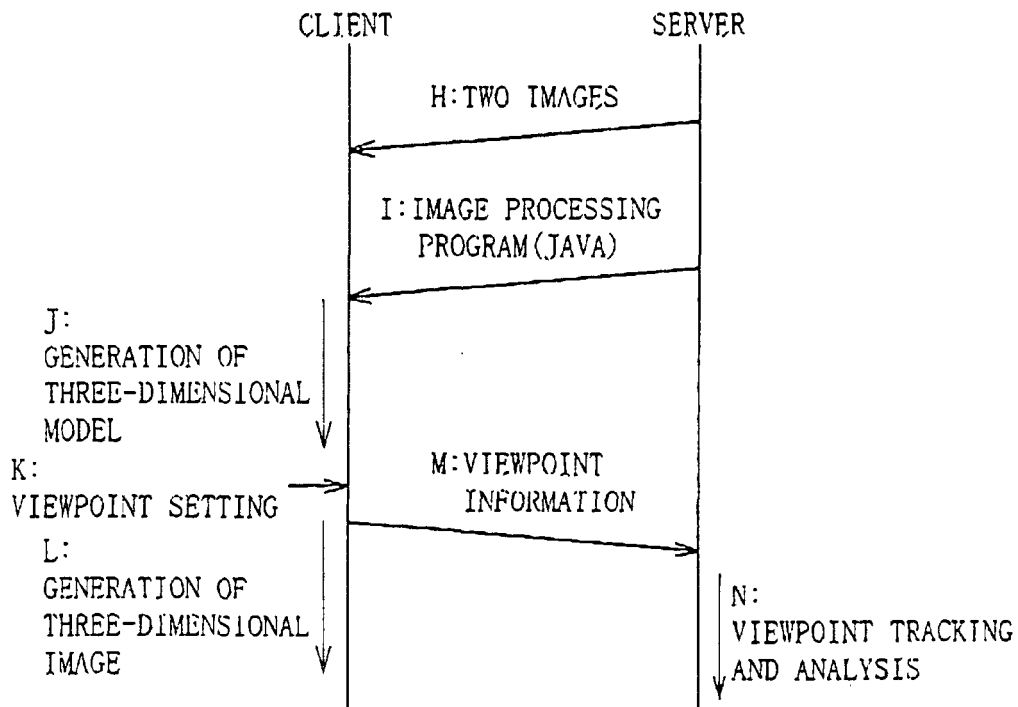 CLIENT
SERVER
H:TWO IMAGES
I:IMAGE PROCESSING
PROGRAM(JAVA)
J:
GENERATION OF
THREE-DIMENSIONAL
MODEL
K:
VIEWPOINT SETTING
M:VIEWPOINT
INFORMATION
L:
GENERATION OF
THREE-DIMENSIONAL
IMAGE
N:
VIEWPOINT TRACKING
AND ANALYSIS